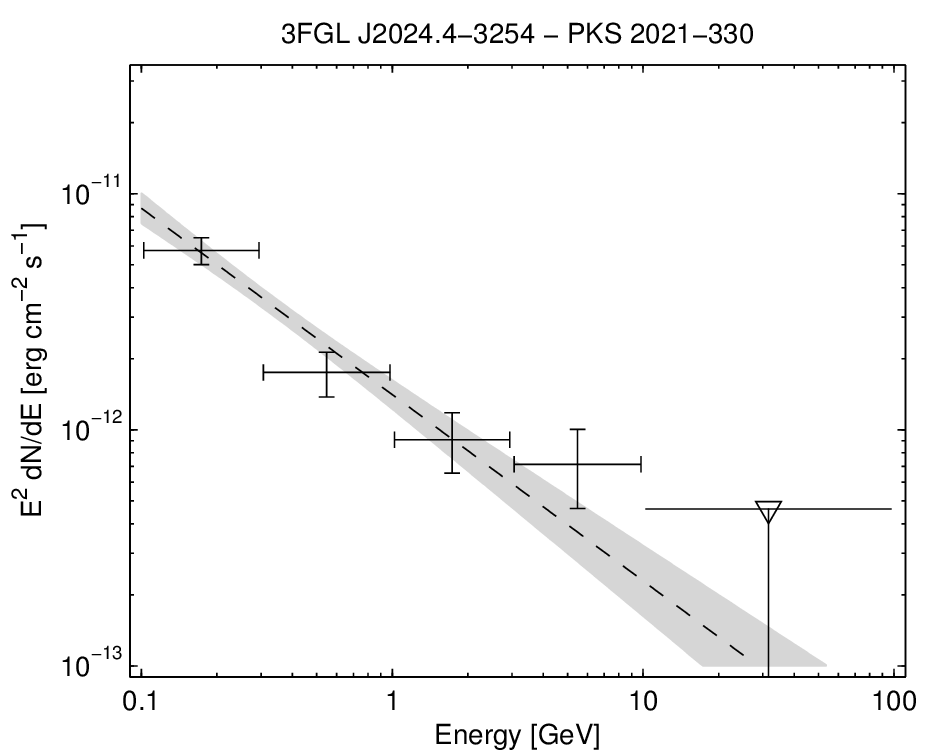 3FGL J2024.4−3254 − PKS 2021−330
E² dN/dE [erg cm⁻² s⁻¹]
10⁻¹¹
10⁻¹²
10⁻¹³
0.1 1 10 100
Energy [GeV]